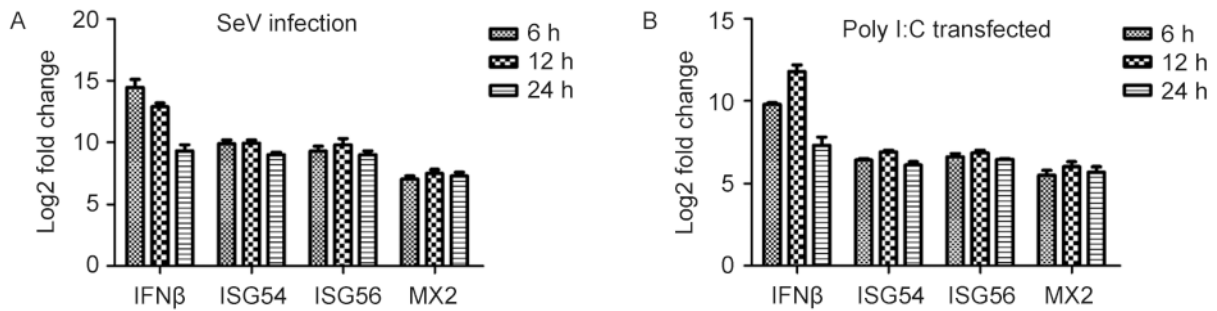 A
SeV infection
Log2 fold change
20
15
10
5
0
IFNβ ISG54 ISG56 MX2
6 h
12 h
24 h
B
Poly I:C transfected
Log2 fold change
15
10
5
0
IFNβ ISG54 ISG56 MX2
6 h
12 h
24 h